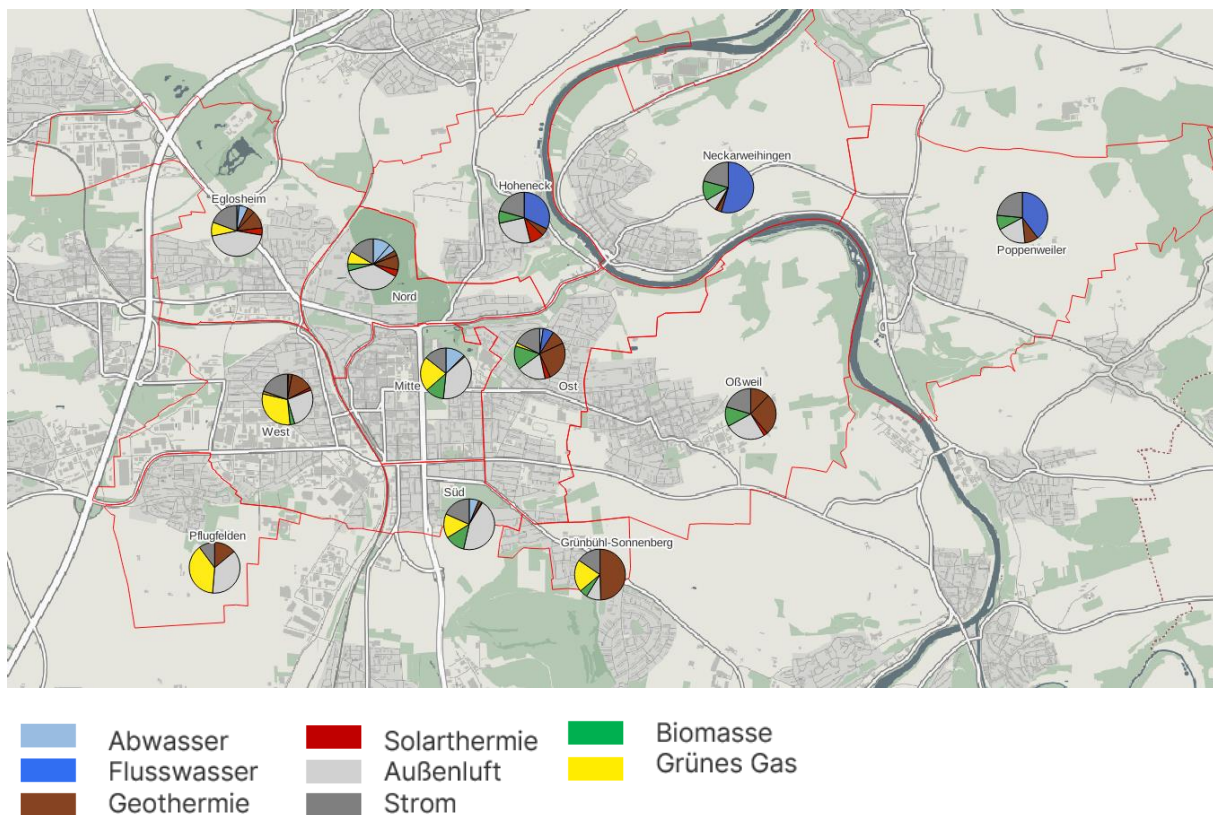 Neckarweihingen
Hoheneck
Eglosheim
Poppenweiler
Nord
Mitte
Ost
Oßweil
West
Süd
Pflugfelden
Grünbühl-Sonnenberg
Abwasser
Flusswasser
Geothermie
Solarthermie
Außenluft
Strom
Biomasse
Grünes Gas